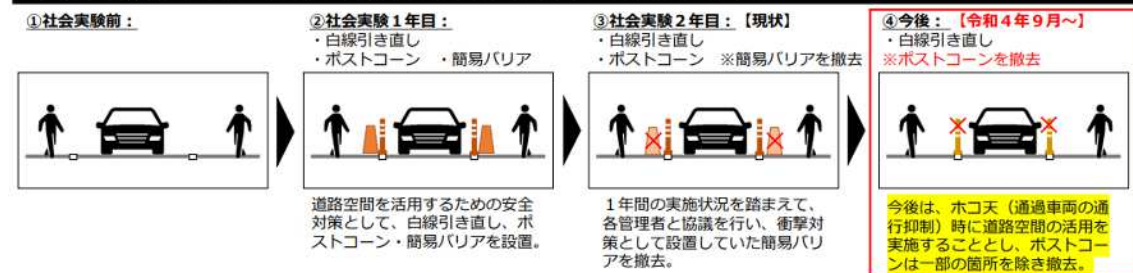 ①社会実験前：
②社会実験１年目：
・白線引き直し
・ポストコーン　・簡易バリア
道路空間を活用するための安全
対策として、白線引き直し、ポ
ストコーン・簡易バリアを設置。
③社会実験２年目：【現状】
・白線引き直し
・ポストコーン　※簡易バリアを撤去
１年間の実施状況を踏まえて、
各管理者と協議を行い、衝撃対
策として設置していた簡易バリ
アを撤去。
④今後：【令和４年９月～】
・白線引き直し
※ポストコーンを撤去
今後は、ホコ天（通過車両の通
行抑制）時に道路空間の活用を
実施することとし、ポストコー
ンは一部の箇所を除き撤去。